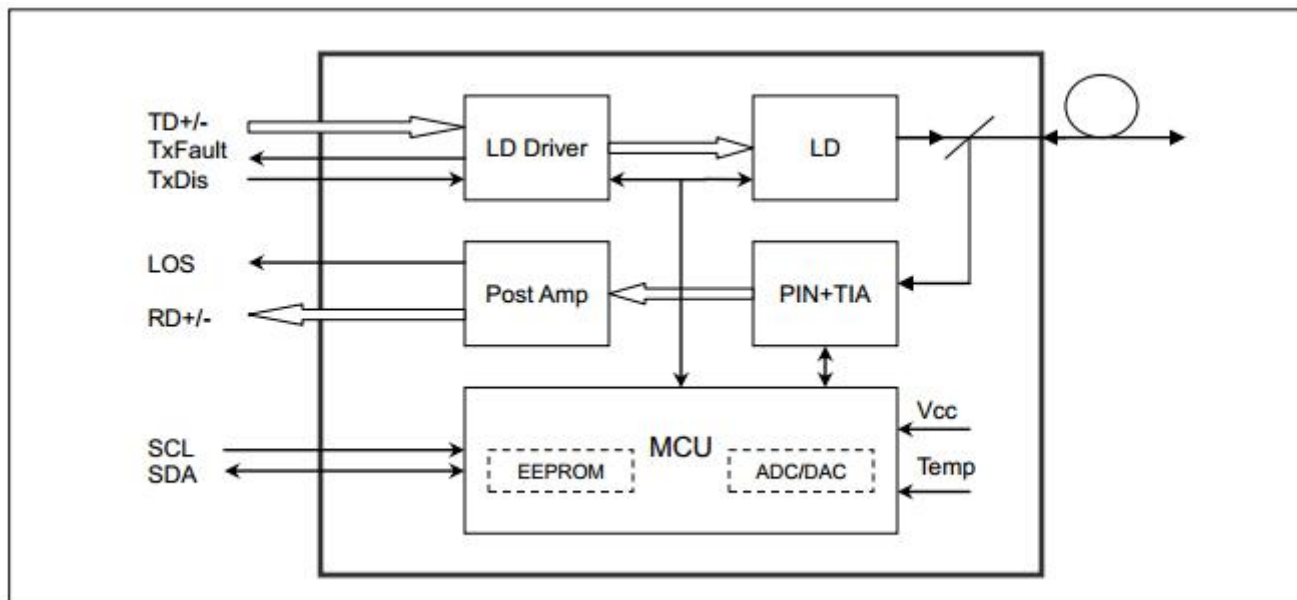 TD+/-
TxFault
TxDis
LD Driver
LD
LOS
RD+/-
Post Amp
PIN+TIA
SCL
SDA
MCU
EEPROM
ADC/DAC
Vcc
Temp